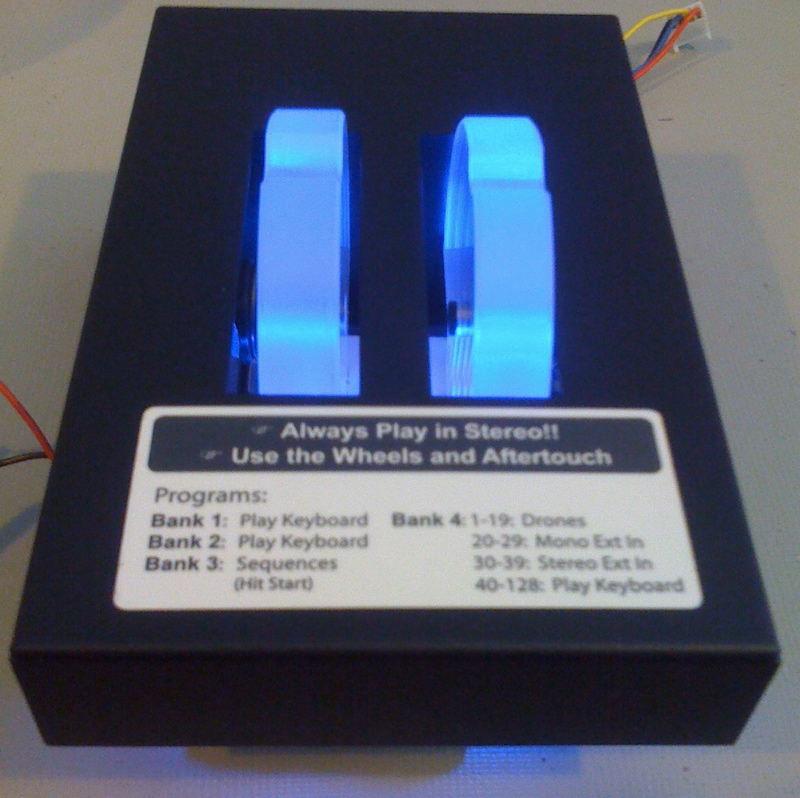 ☞ Always Play in Stereo!!
☞ Use the Wheels and Aftertouch
Programs:
Bank 1: Play Keyboard
Bank 2: Play Keyboard
Bank 3: Sequences
(Hit Start)
Bank 4: 1-19: Drones
20-29: Mono Ext In
30-39: Stereo Ext In
40-128: Play Keyboard